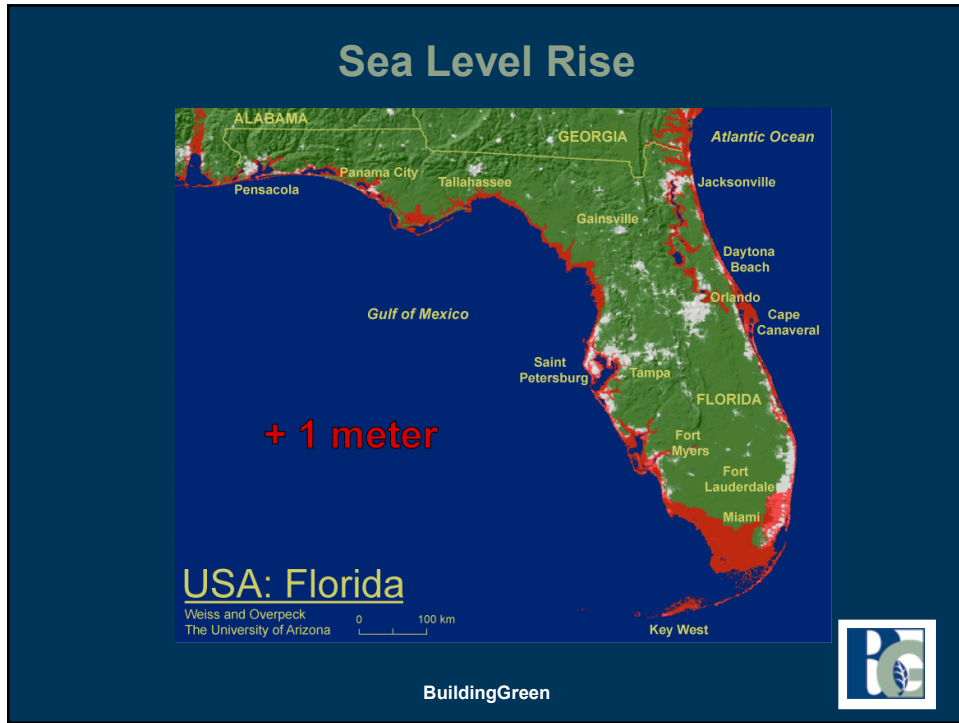 Sea Level Rise
ALABAMA
GEORGIA
Atlantic Ocean
Pensacola
Panama City
Tallahassee
Jacksonville
Gainsville
Daytona
Beach
Orlando
Cape
Canaveral
Gulf of Mexico
Saint
Petersburg
Tampa
FLORIDA
+ 1 meter
Fort
Myers
Fort
Lauderdale
Miami
USA: Florida
Weiss and Overpeck
The University of Arizona
0 100 km
Key West
BuildingGreen